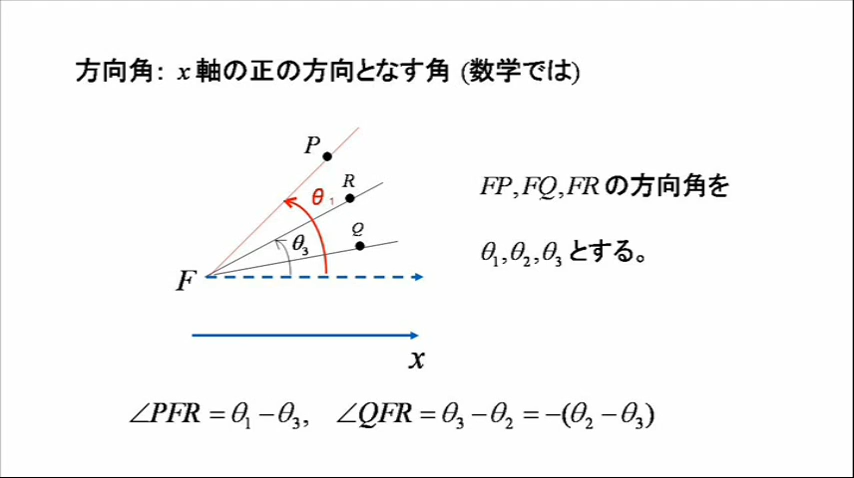 方向角： x 軸の正の方向となす角 (数学では)
P
R
θ₁
Q
θ₃
F
x
FP,FQ,FR の方向角を
θ₁,θ₂,θ₃ とする。
∠PFR = θ₁ − θ₃, ∠QFR = θ₃ − θ₂ = −(θ₂ − θ₃)